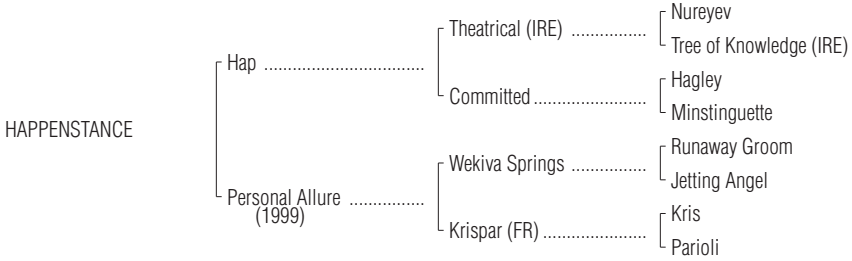 Nureyev
Theatrical (IRE) ................
Tree of Knowledge (IRE)
Hap ..................................
Hagley
Committed ........................
Minstinguette
HAPPENSTANCE
Runaway Groom
Wekiva Springs ................
Jetting Angel
Personal Allure ................
(1999)
Kris
Krispar (FR) ......................
Parioli